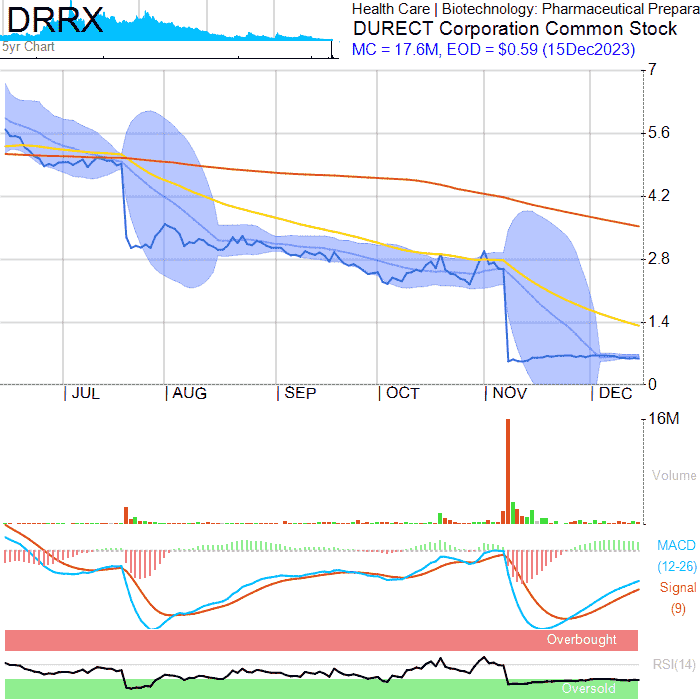 DRRX
5yr Chart
Health Care | Biotechnology: Pharmaceutical Prepara
DURECT Corporation Common Stock
MC = 17.6M, EOD = $0.59 (15Dec2023)
7
5.6
4.2
2.8
1.4
0
JUL
AUG
SEP
OCT
NOV
DEC
16M
Volume
MACD
(12-26)
Signal
(9)
Overbought
RSI(14)
Oversold